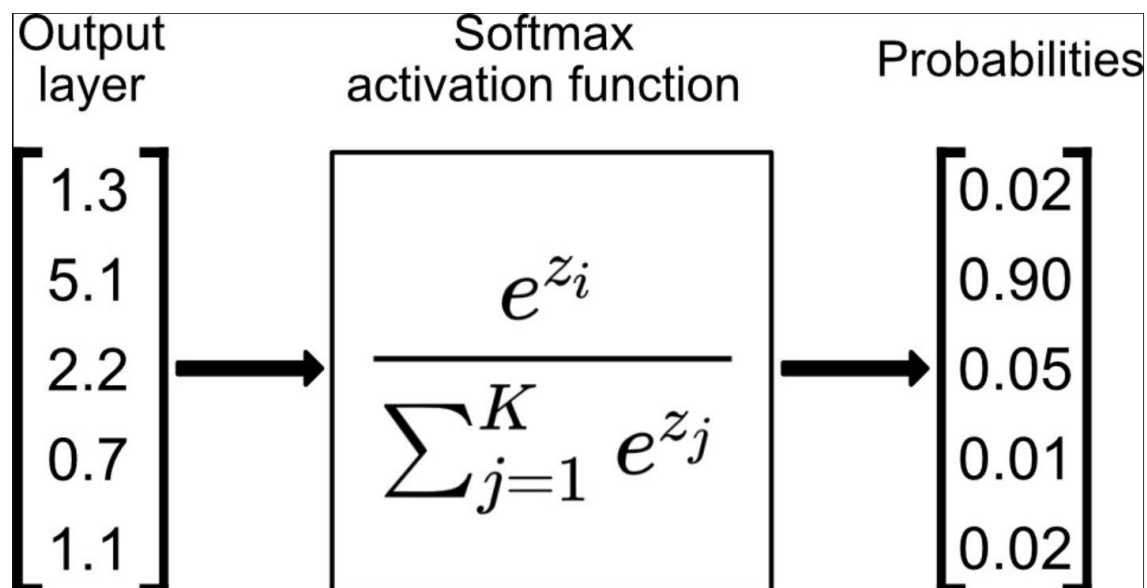 Output
layer
1.3
5.1
2.2
0.7
1.1
Softmax
activation function
e^{z_i}
∑_{j=1}^{K} e^{z_j}
Probabilities
0.02
0.90
0.05
0.01
0.02